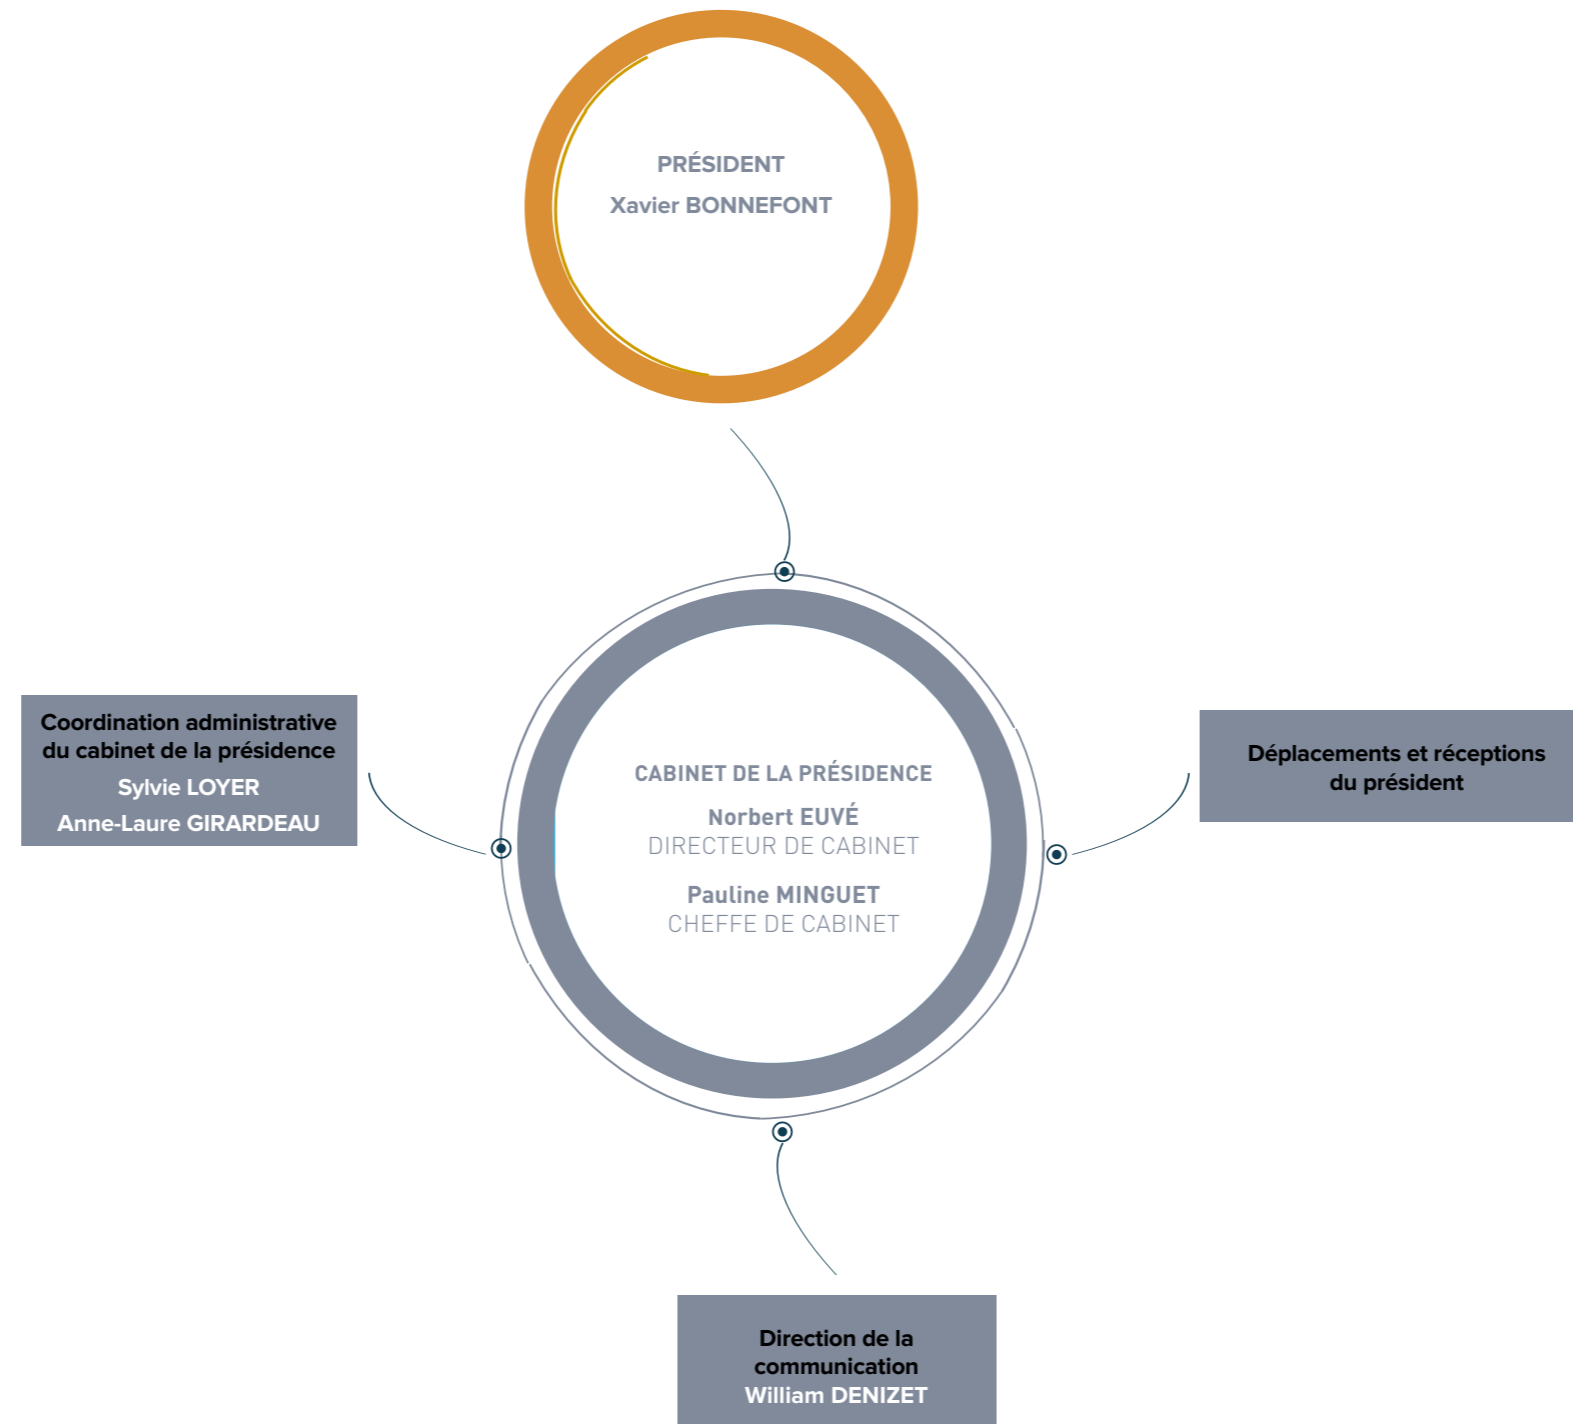 PRÉSIDENT
Xavier BONNEFONT
Coordination administrative
du cabinet de la présidence
Sylvie LOYER
Anne-Laure GIRARDEAU
CABINET DE LA PRÉSIDENCE
Norbert EUVÉ
DIRECTEUR DE CABINET
Pauline MINGUET
CHEFFE DE CABINET
Déplacements et réceptions
du président
Direction de la
communication
William DENIZET